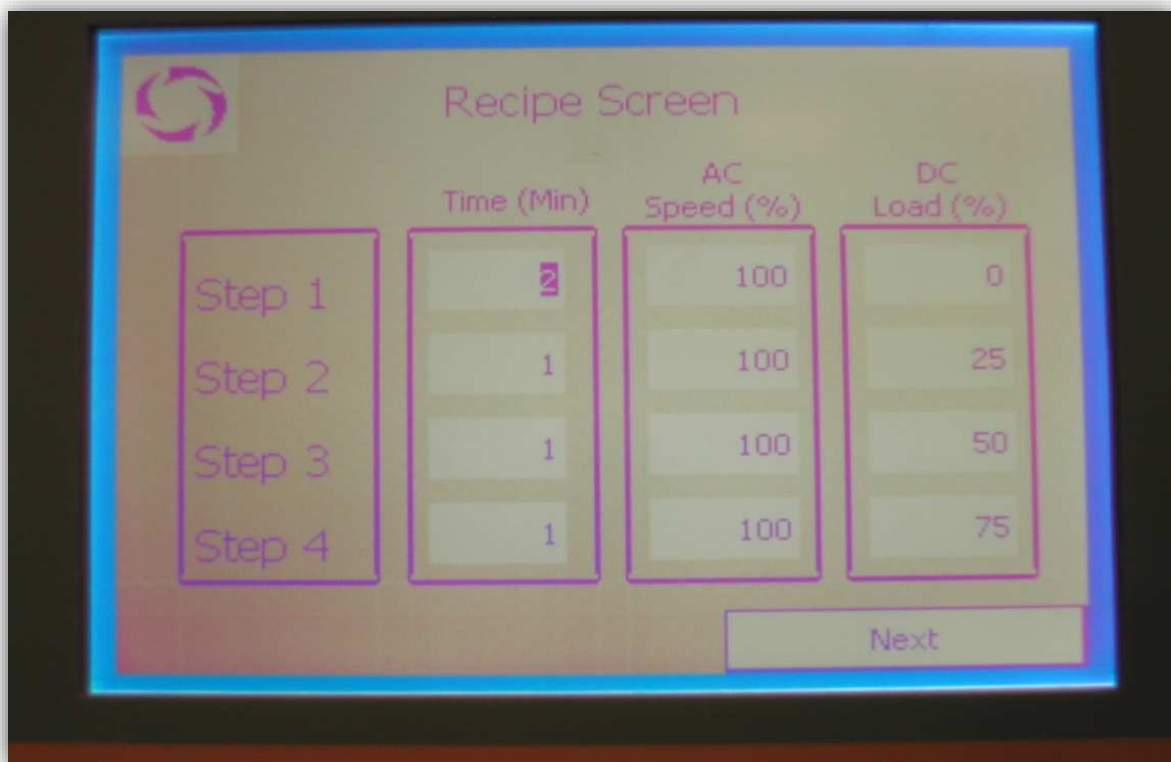 Recipe Screen
Time (Min) AC Speed (%) DC Load (%)
Step 1 2 100 0
Step 2 1 100 25
Step 3 1 100 50
Step 4 1 100 75
Next